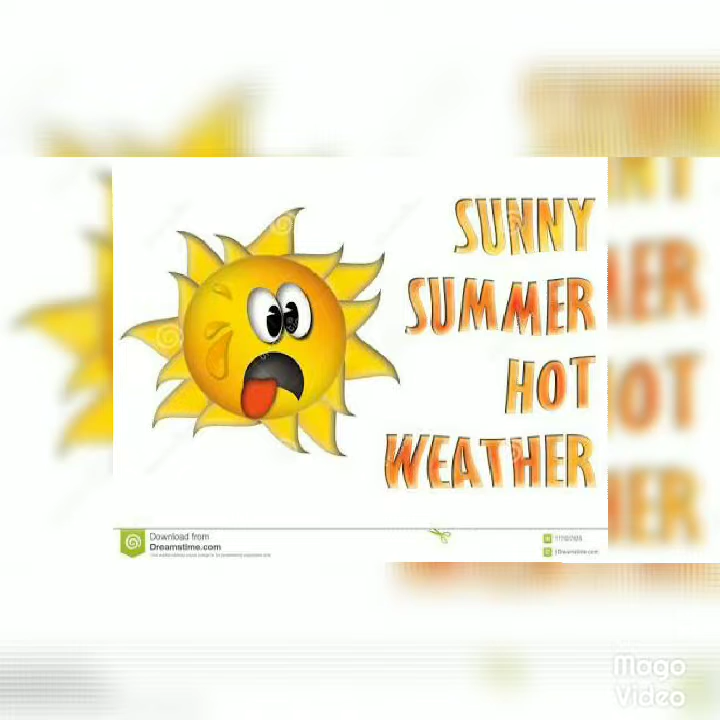 SUNNY
SUMMER
HOT
WEATHER
Download from
Dreamstime.com
Mago
Video